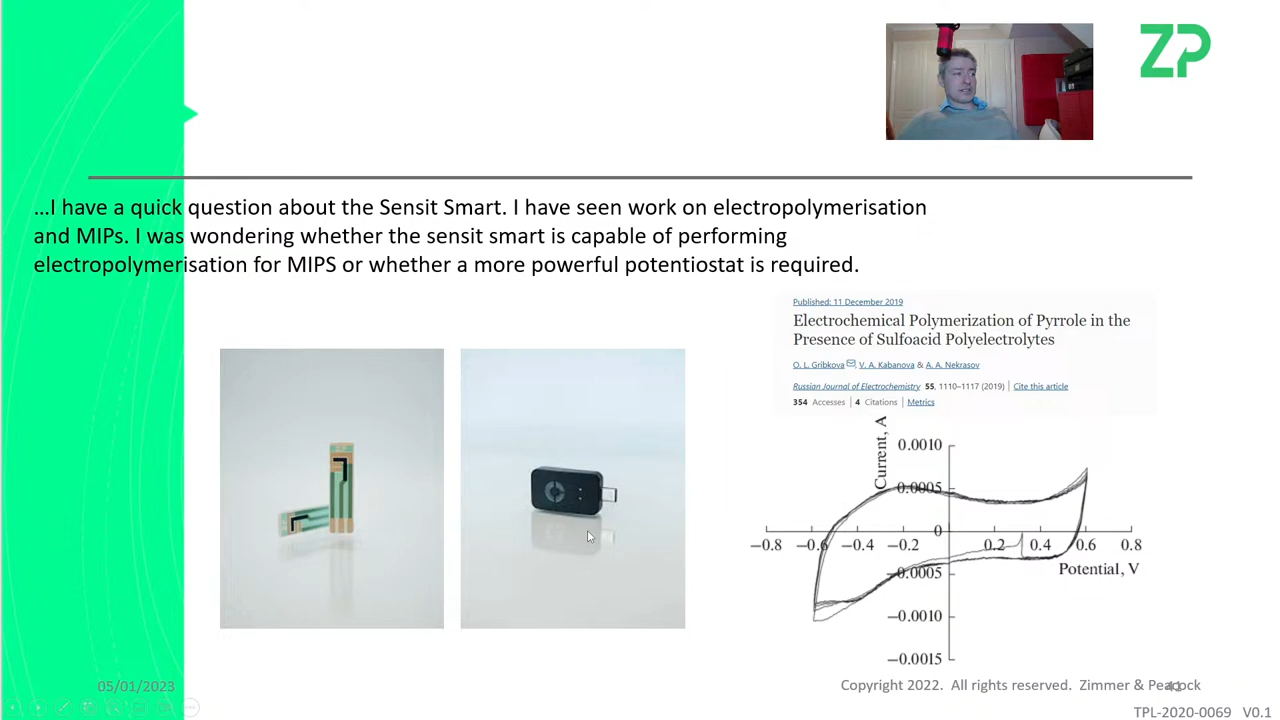 ZP
...I have a quick question about the Sensit Smart. I have seen work on electropolymerisation
and MIPs. I was wondering whether the sensit smart is capable of performing
electropolymerisation for MIPS or whether a more powerful potentiostat is required.
Published: 11 December 2019
Electrochemical Polymerization of Pyrrole in the
Presence of Sulfoacid Polyelectrolytes
O. L. Gribkova, V. A. Kabanova & A. A. Nekrasov
Russian Journal of Electrochemistry 55, 1110–1117 (2019) | Cite this article
354 Accesses | 4 Citations | Metrics
Current, A
0.0010
0.0005
0
−0.8 −0.6 −0.4 −0.2 0.2 0.4 0.6 0.8
Potential, V
−0.0005
−0.0010
−0.0015
05/01/2023
Copyright 2022. All rights reserved. Zimmer & Peacock
41
TPL-2020-0069 V0.1